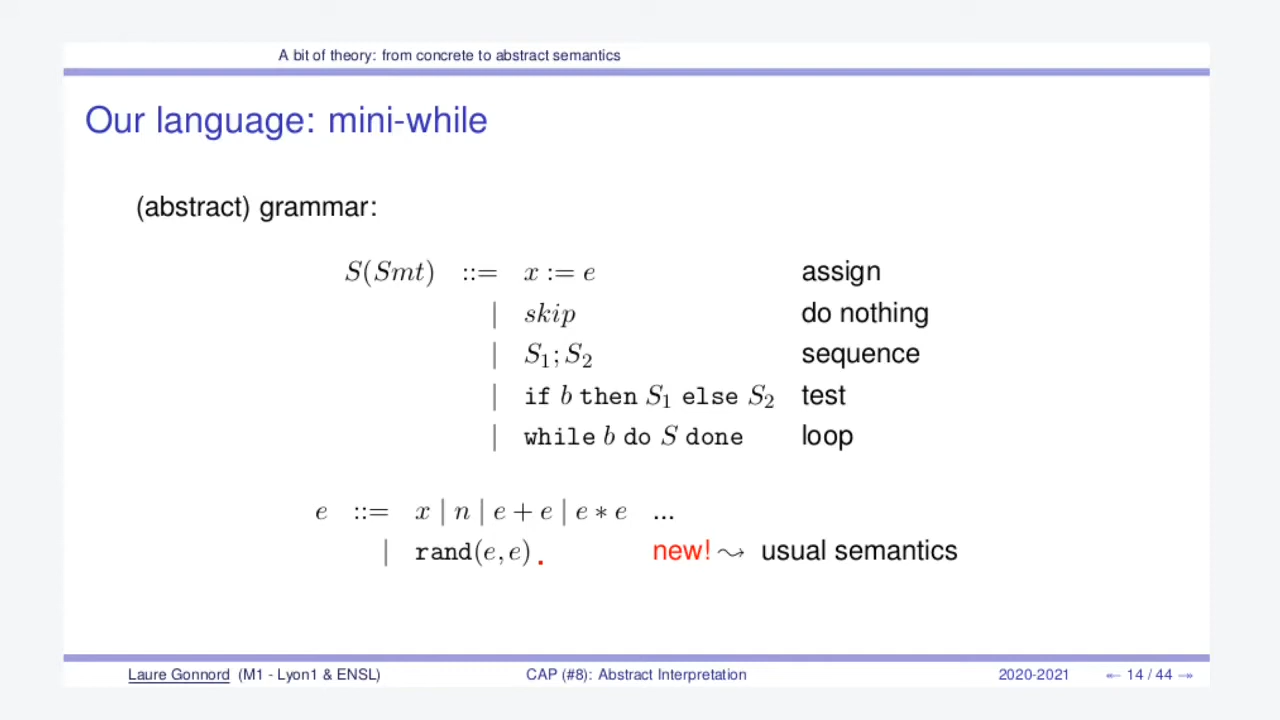 A bit of theory: from concrete to abstract semantics
Our language: mini-while
(abstract) grammar:
S(Smt) ::= x := e assign
| skip do nothing
| S₁; S₂ sequence
| if b then S₁ else S₂ test
| while b do S done loop
e ::= x | n | e + e | e ∗ e ...
| rand(e, e) new! ⇝ usual semantics
Laure Gonnord (M1 - Lyon1 & ENSL) CAP (#8): Abstract Interpretation 2020-2021 ↞ 14 / 44 ↠